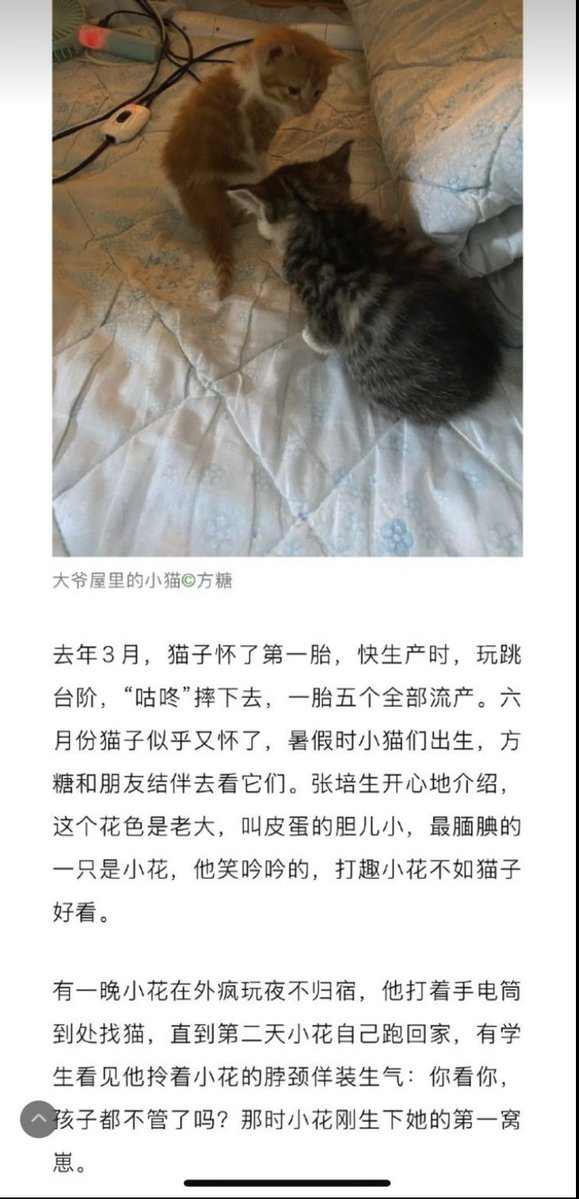 大爷屋里的小猫©方糖
去年3月，猫子怀了第一胎，快生产时，玩跳
台阶，“咕咚”摔下去，一胎五个全部流产。六
月份猫子似乎又怀了，暑假时小猫们出生，方
糖和朋友结伴去看它们。张培生开心地介绍，
这个花色是老大，叫皮蛋的胆儿小，最腼腆的
一只是小花，他笑吟吟的，打趣小花不如猫子
好看。
有一晚小花在外疯玩夜不归宿，他打着手电筒
到处找猫，直到第二天小花自己跑回家，有学
生看见他拎着小花的脖颈佯装生气：你看你，
孩子都不管了吗？那时小花刚生下她的第一窝
崽。